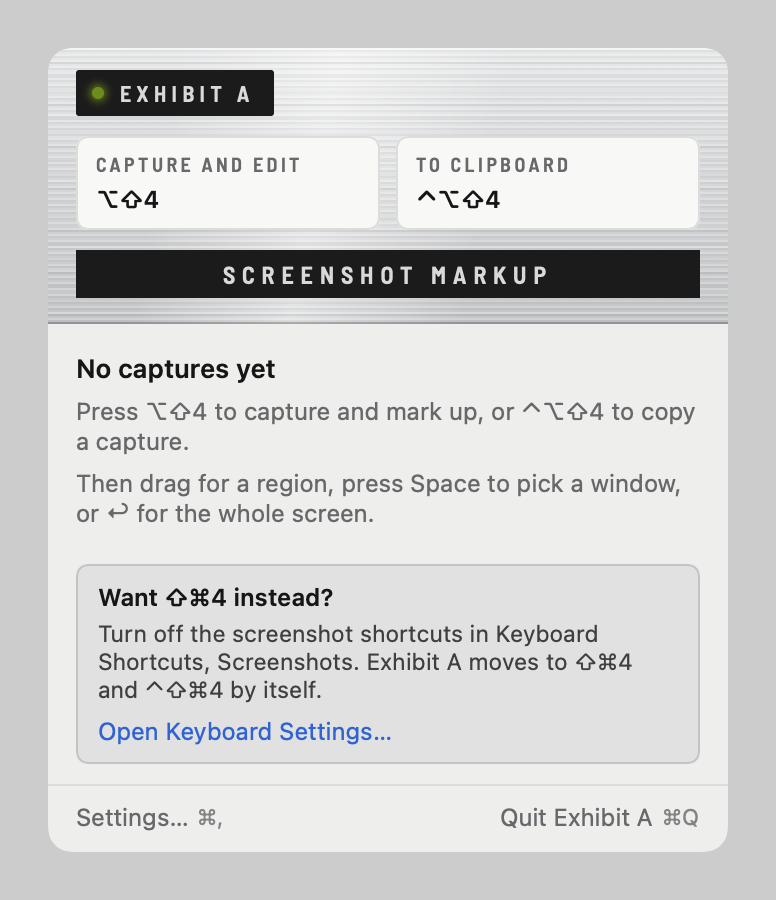 EXHIBIT A
CAPTURE AND EDIT
⌥⇧4
TO CLIPBOARD
⌃⌥⇧4
SCREENSHOT MARKUP
No captures yet
Press ⌥⇧4 to capture and mark up, or ⌃⌥⇧4 to copy
a capture.
Then drag for a region, press Space to pick a window,
or ↩ for the whole screen.
Want ⇧⌘4 instead?
Turn off the screenshot shortcuts in Keyboard
Shortcuts, Screenshots. Exhibit A moves to ⇧⌘4
and ⌃⇧⌘4 by itself.
Open Keyboard Settings…
Settings… ⌘,
Quit Exhibit A ⌘Q